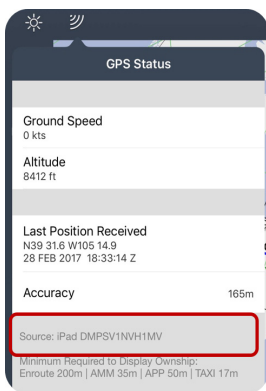 GPS Status
Ground Speed
0 kts
Altitude
8412 ft
Last Position Received
N39 31.6 W105 14.9
28 FEB 2017 18:33:14 Z
Accuracy 165m
Source: iPad DMPSV1NVH1MV
Minimum Required to Display Ownship:
Enroute 200m | AMM 35m | APP 50m | TAXI 17m